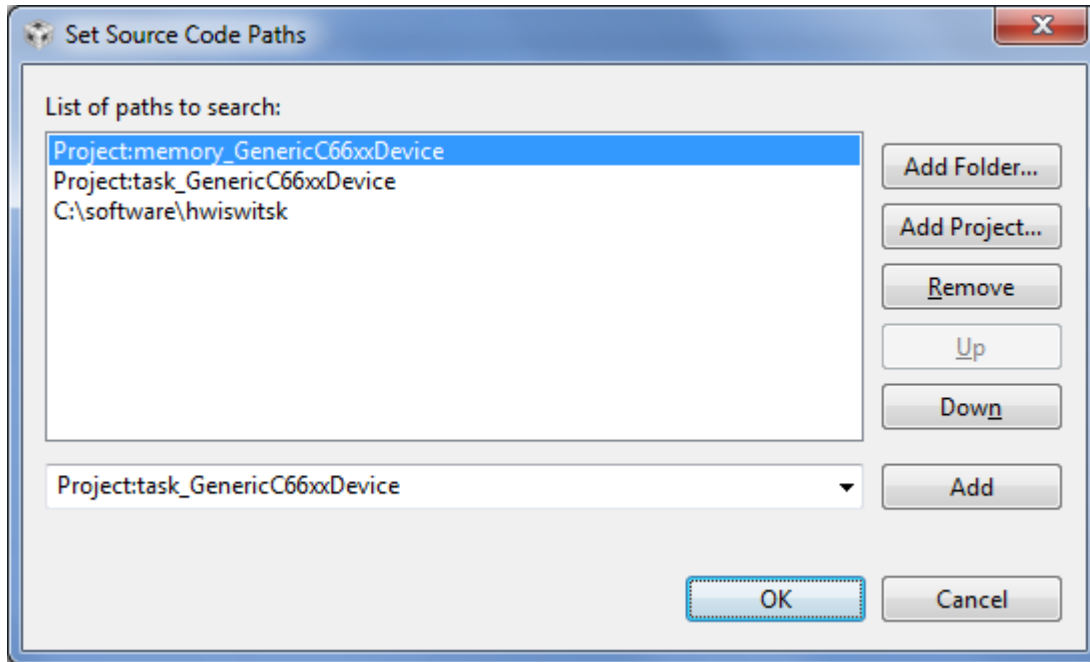 Set Source Code Paths
List of paths to search:
Project:memory_GenericC66xxDevice
Project:task_GenericC66xxDevice
C:\software\hwiswitsk
Add Folder...
Add Project...
Remove
Up
Down
Project:task_GenericC66xxDevice
Add
OK
Cancel